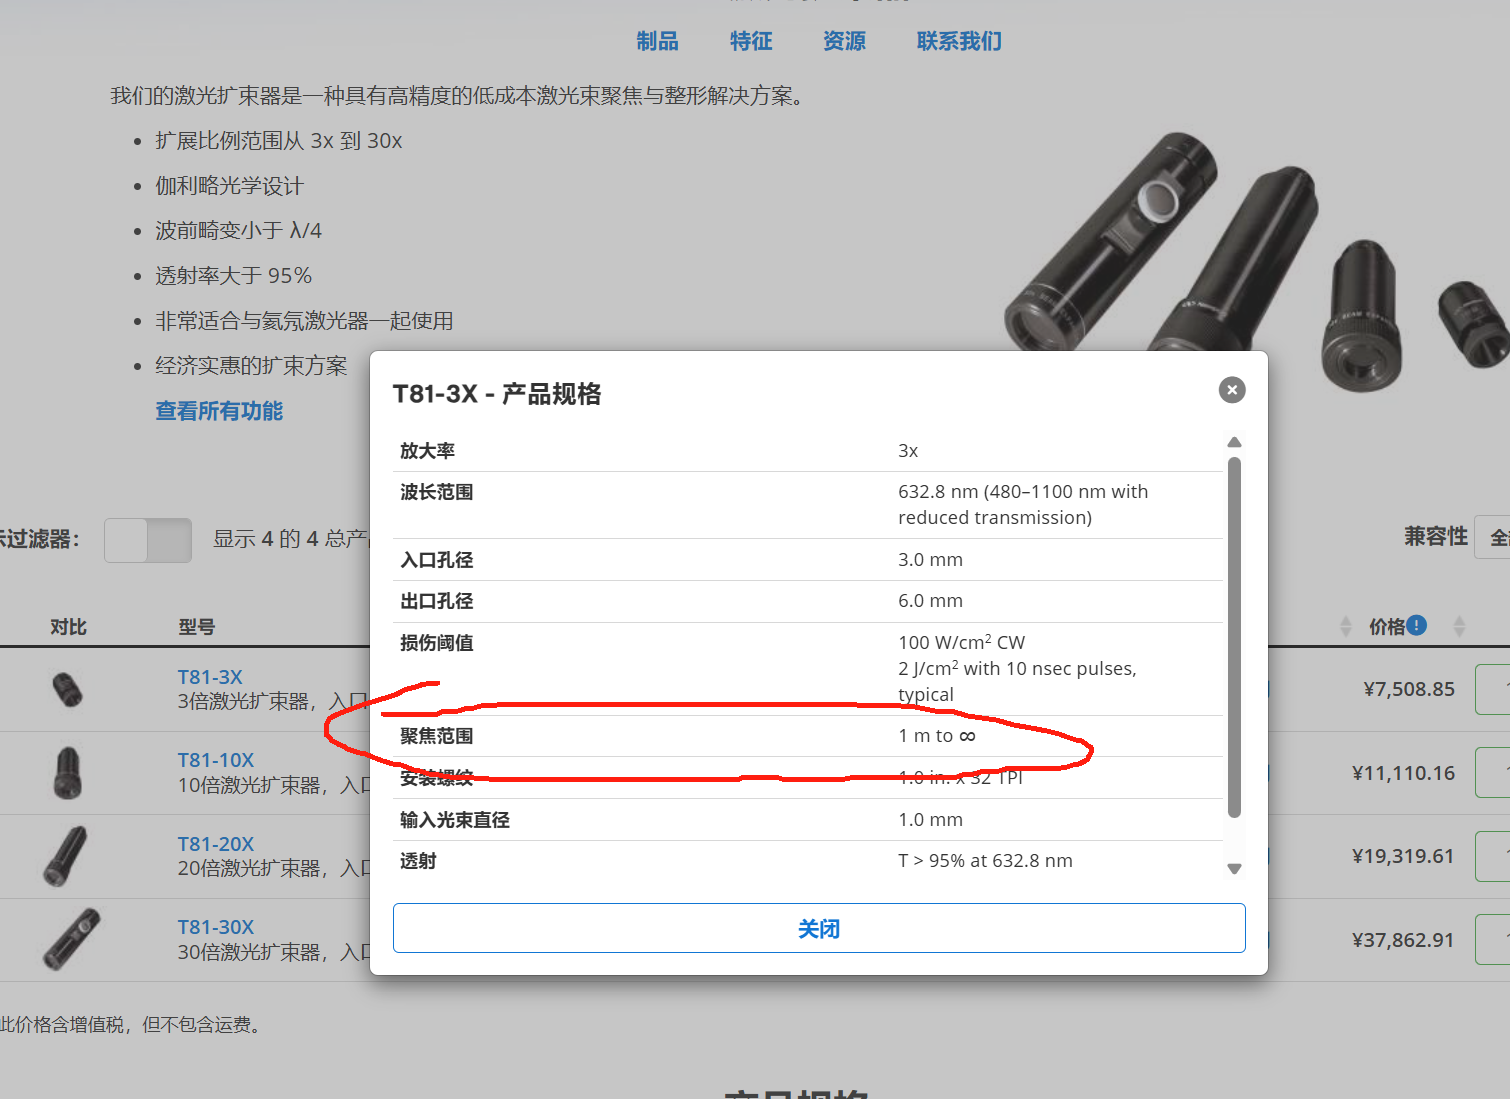 制品 特征 资源 联系我们
我们的激光扩束器是一种具有高精度的低成本激光束聚焦与整形解决方案。
扩展比例范围从 3x 到 30x
伽利略光学设计
波前畸变小于 λ/4
透射率大于 95%
非常适合与氦氖激光器一起使用
经济实惠的扩束方案
查看所有功能
T81-3X - 产品规格
放大率 3x
波长范围 632.8 nm (480–1100 nm with
reduced transmission)
入口孔径 3.0 mm
出口孔径 6.0 mm
损伤阈值 100 W/cm² CW
2 J/cm² with 10 nsec pulses,
typical
聚焦范围 1 m to ∞
安装螺纹 1.0 in. x 32 TPI
输入光束直径 1.0 mm
透射 T > 95% at 632.8 nm
关闭
示过滤器： 显示 4 的 4 总产
兼容性 全
对比 型号 价格
T81-3X
3倍激光扩束器，入口 ¥7,508.85
T81-10X
10倍激光扩束器，入口 ¥11,110.16
T81-20X
20倍激光扩束器，入口 ¥19,319.61
T81-30X
30倍激光扩束器，入口 ¥37,862.91
此价格含增值税，但不包含运费。
产品规格